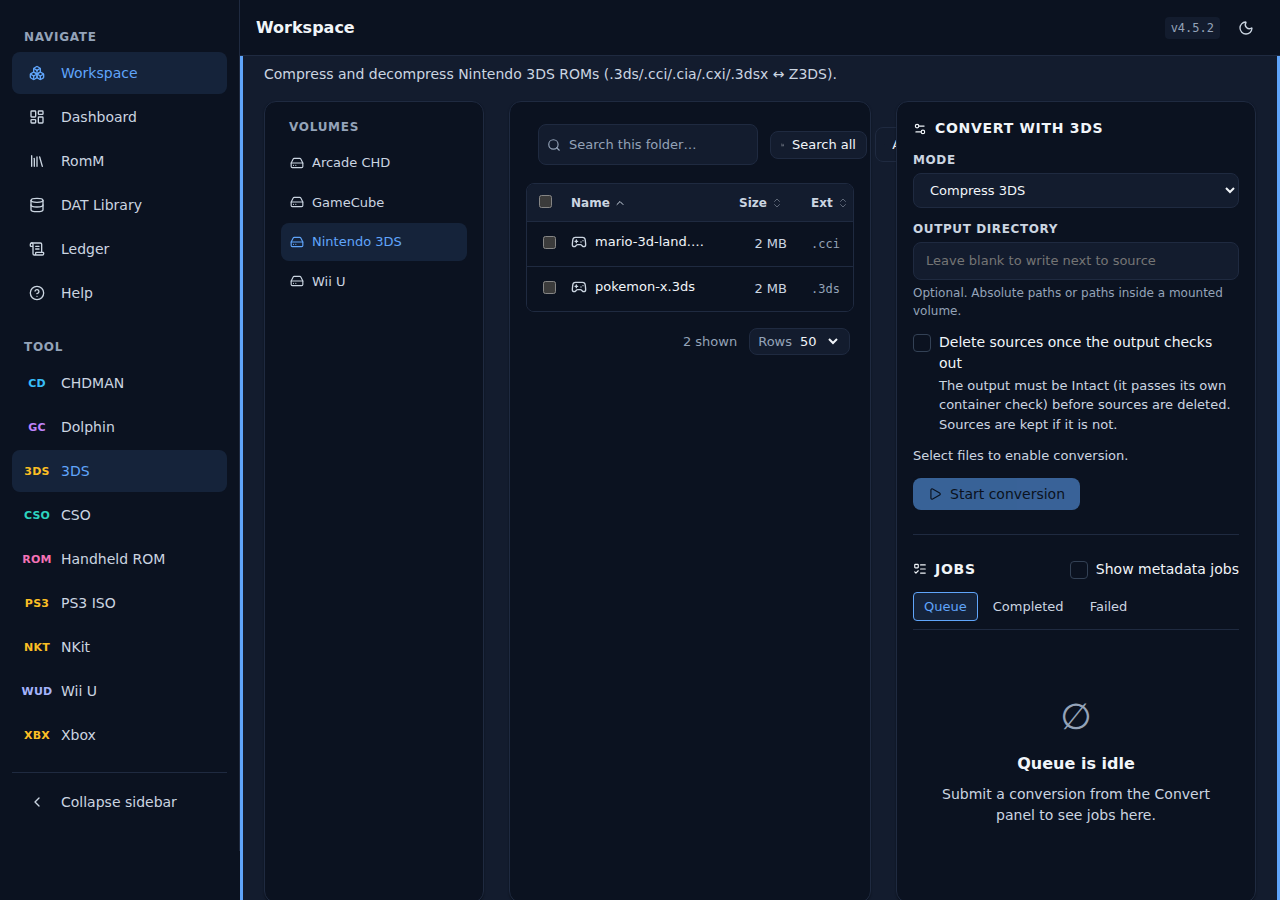 NAVIGATE
Workspace
Dashboard
RomM
DAT Library
Ledger
Help
TOOL
CD CHDMAN
GC Dolphin
3DS 3DS
CSO CSO
ROM Handheld ROM
PS3 PS3 ISO
NKT NKit
WUD Wii U
XBX Xbox
Collapse sidebar
Workspace
v4.5.2
Compress and decompress Nintendo 3DS ROMs (.3ds/.cci/.cia/.cxi/.3dsx ↔ Z3DS).
VOLUMES
Arcade CHD
GameCube
Nintendo 3DS
Wii U
Search this folder…
Search all
Name Size Ext
mario-3d-land.… 2 MB .cci
pokemon-x.3ds 2 MB .3ds
2 shown Rows 50
CONVERT WITH 3DS
MODE
Compress 3DS
OUTPUT DIRECTORY
Leave blank to write next to source
Optional. Absolute paths or paths inside a mounted
volume.
Delete sources once the output checks
out
The output must be Intact (it passes its own
container check) before sources are deleted.
Sources are kept if it is not.
Select files to enable conversion.
Start conversion
JOBS Show metadata jobs
Queue Completed Failed
∅
Queue is idle
Submit a conversion from the Convert
panel to see jobs here.